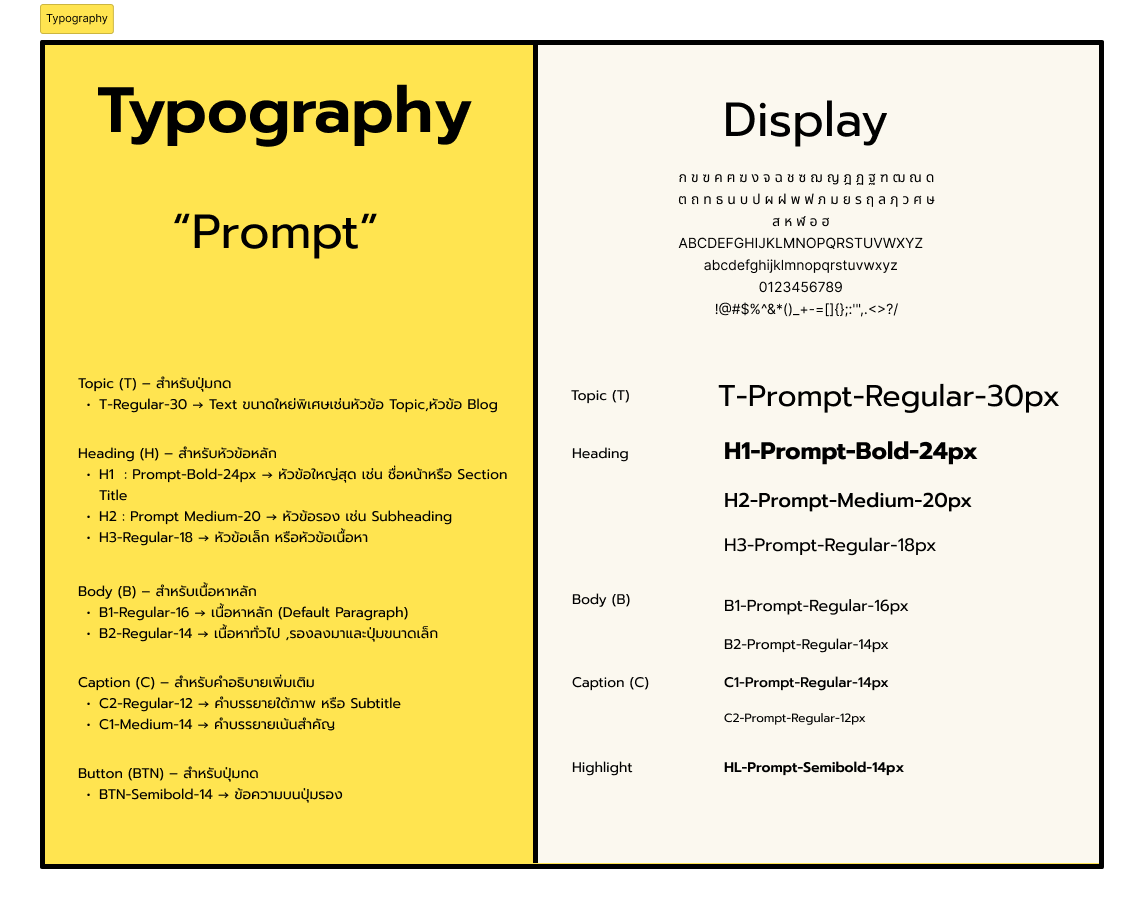 Typography
Typography
“Prompt”
Topic (T) – สำหรับปุ่มกด
• T-Regular-30 → Text ขนาดใหย่พิเศษเช่นหัวข้อ Topic,หัวข้อ Blog
Heading (H) – สำหรับหัวข้อหลัก
• H1 : Prompt-Bold-24px → หัวข้อใหญ่สุด เช่น ชื่อหน้าหรือ Section
Title
• H2 : Prompt Medium-20 → หัวข้อรอง เช่น Subheading
• H3-Regular-18 → หัวข้อเล็ก หรือหัวข้อเนื้อหา
Body (B) – สำหรับเนื้อหาหลัก
• B1-Regular-16 → เนื้อหาหลัก (Default Paragraph)
• B2-Regular-14 → เนื้อหาทั่วไป ,รองลงมาและปุ่มขนาดเล็ก
Caption (C) – สำหรับคำอธิบายเพิ่มเติม
• C2-Regular-12 → คำบรรยายใต้ภาพ หรือ Subtitle
• C1-Medium-14 → คำบรรยายเน้นสำคัญ
Button (BTN) – สำหรับปุ่มกด
• BTN-Semibold-14 → ข้อความบนปุ่มรอง
Display
ก ข ฃ ค ฅ ฆ ง จ ฉ ช ซ ฌ ญ ฎ ฏ ฐ ฑ ฒ ณ ด
ต ถ ท ธ น บ ป ผ ฝ พ ฟ ภ ม ย ร ฤ ล ฦ ว ศ ษ
ส ห ฬ อ ฮ
ABCDEFGHIJKLMNOPQRSTUVWXYZ
abcdefghijklmnopqrstuvwxyz
0123456789
!@#$%^&*()_+-=[]{};:'",.<>?/
Topic (T)
T-Prompt-Regular-30px
Heading
H1-Prompt-Bold-24px
H2-Prompt-Medium-20px
H3-Prompt-Regular-18px
Body (B)
B1-Prompt-Regular-16px
B2-Prompt-Regular-14px
Caption (C)
C1-Prompt-Regular-14px
C2-Prompt-Regular-12px
Highlight
HL-Prompt-Semibold-14px